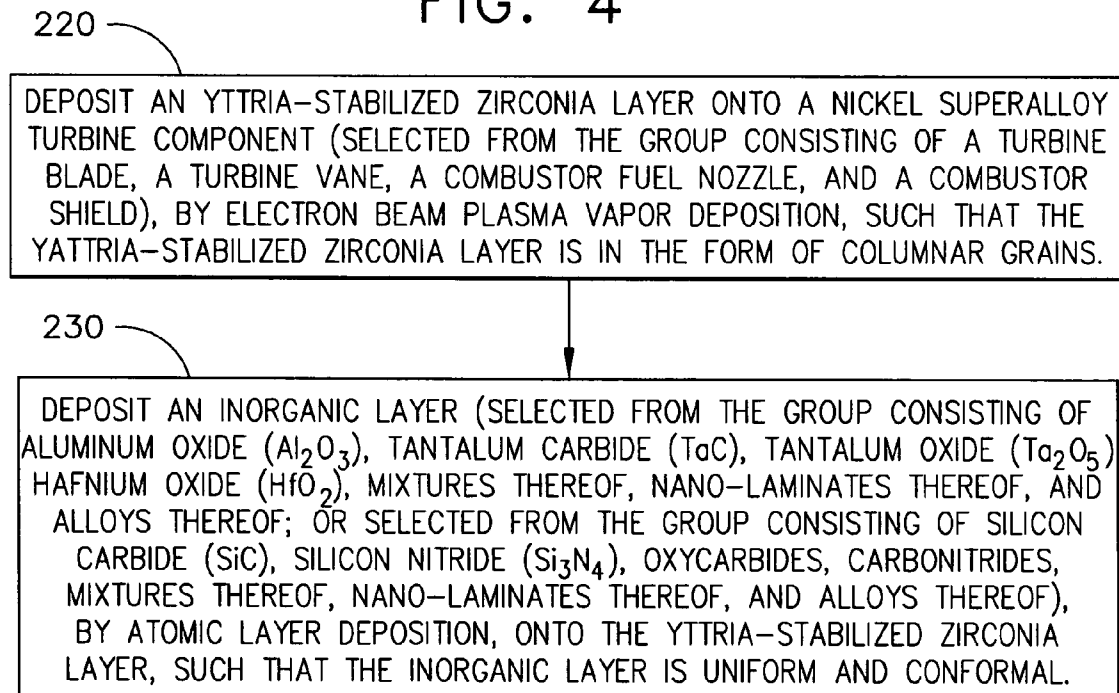 FIG. 4
220
DEPOSIT AN YTTRIA-STABILIZED ZIRCONIA LAYER ONTO A NICKEL SUPERALLOY
TURBINE COMPONENT (SELECTED FROM THE GROUP CONSISTING OF A TURBINE
BLADE, A TURBINE VANE, A COMBUSTOR FUEL NOZZLE, AND A COMBUSTOR
SHIELD), BY ELECTRON BEAM PLASMA VAPOR DEPOSITION, SUCH THAT THE
YATTRIA-STABILIZED ZIRCONIA LAYER IS IN THE FORM OF COLUMNAR GRAINS.
230
DEPOSIT AN INORGANIC LAYER (SELECTED FROM THE GROUP CONSISTING OF
ALUMINUM OXIDE (Al₂O₃), TANTALUM CARBIDE (TaC), TANTALUM OXIDE (Ta₂O₅)
HAFNIUM OXIDE (HfO₂), MIXTURES THEREOF, NANO-LAMINATES THEREOF, AND
ALLOYS THEREOF; OR SELECTED FROM THE GROUP CONSISTING OF SILICON
CARBIDE (SiC), SILICON NITRIDE (Si₃N₄), OXYCARBIDES, CARBONITRIDES,
MIXTURES THEREOF, NANO-LAMINATES THEREOF, AND ALLOYS THEREOF),
BY ATOMIC LAYER DEPOSITION, ONTO THE YTTRIA-STABILIZED ZIRCONIA
LAYER, SUCH THAT THE INORGANIC LAYER IS UNIFORM AND CONFORMAL.